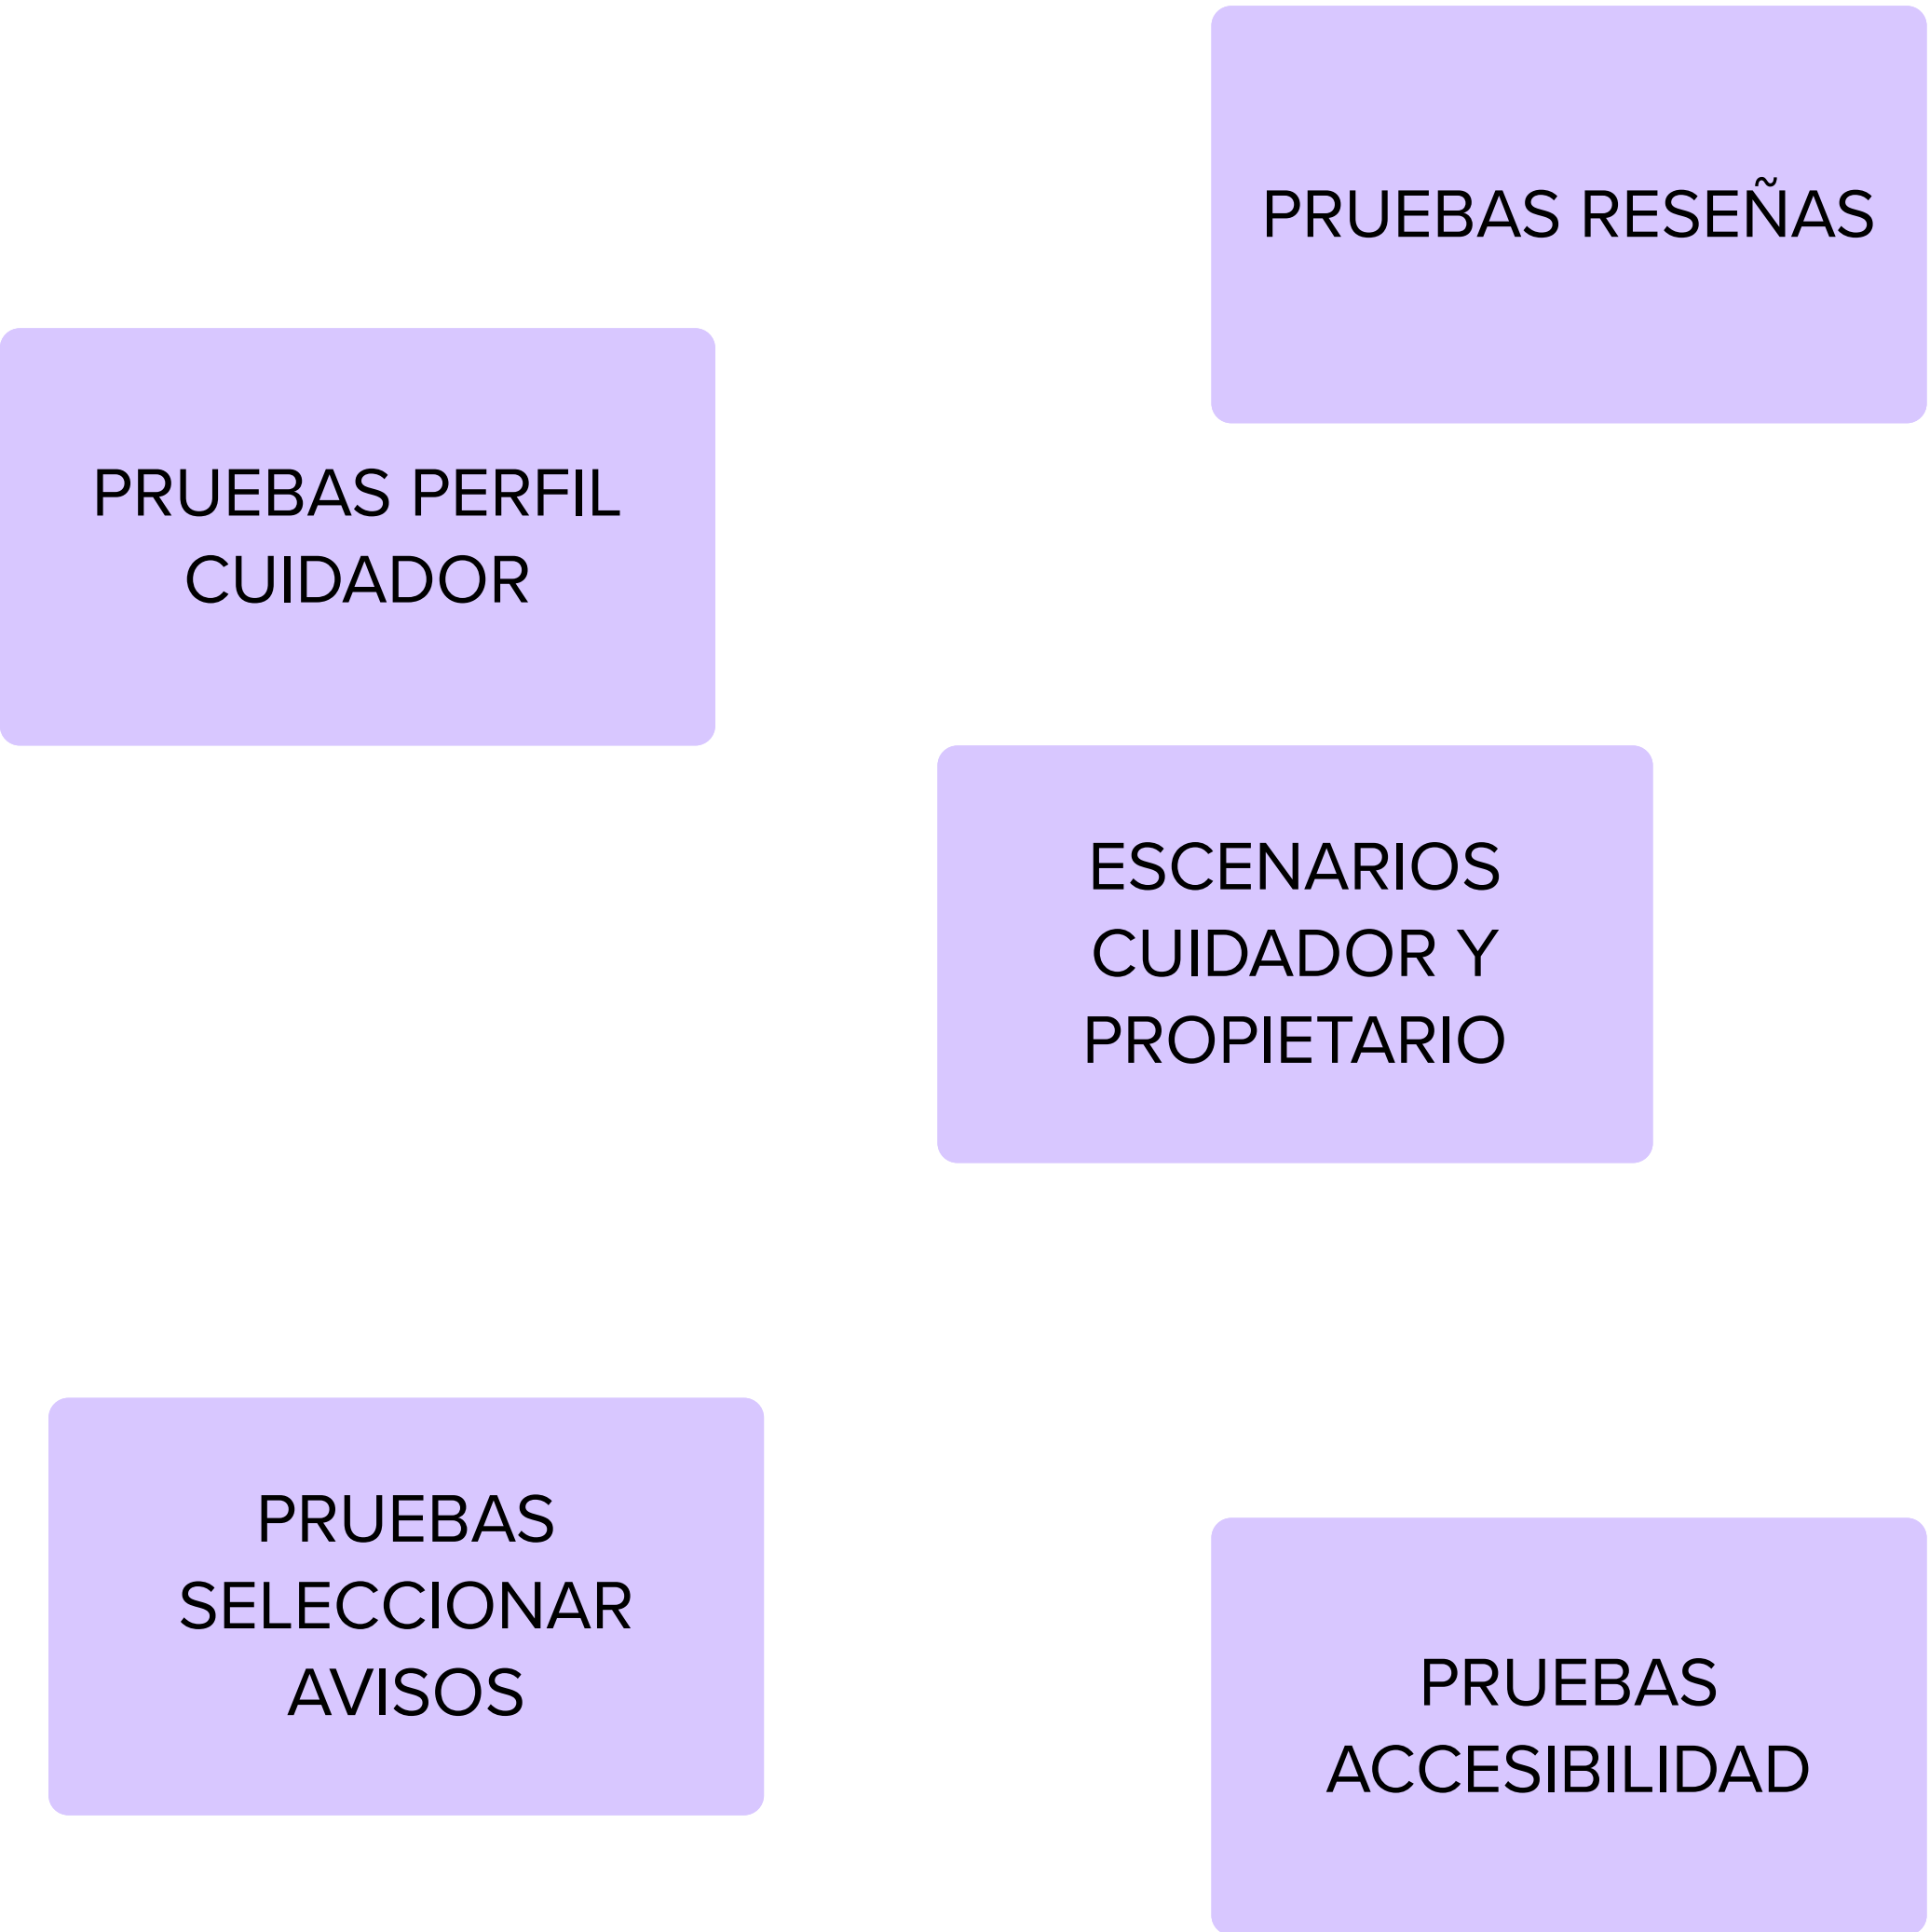 PRUEBAS RESEÑAS
PRUEBAS PERFIL
CUIDADOR
ESCENARIOS
CUIDADOR Y
PROPIETARIO
PRUEBAS
SELECCIONAR
AVISOS
PRUEBAS
ACCESIBILIDAD